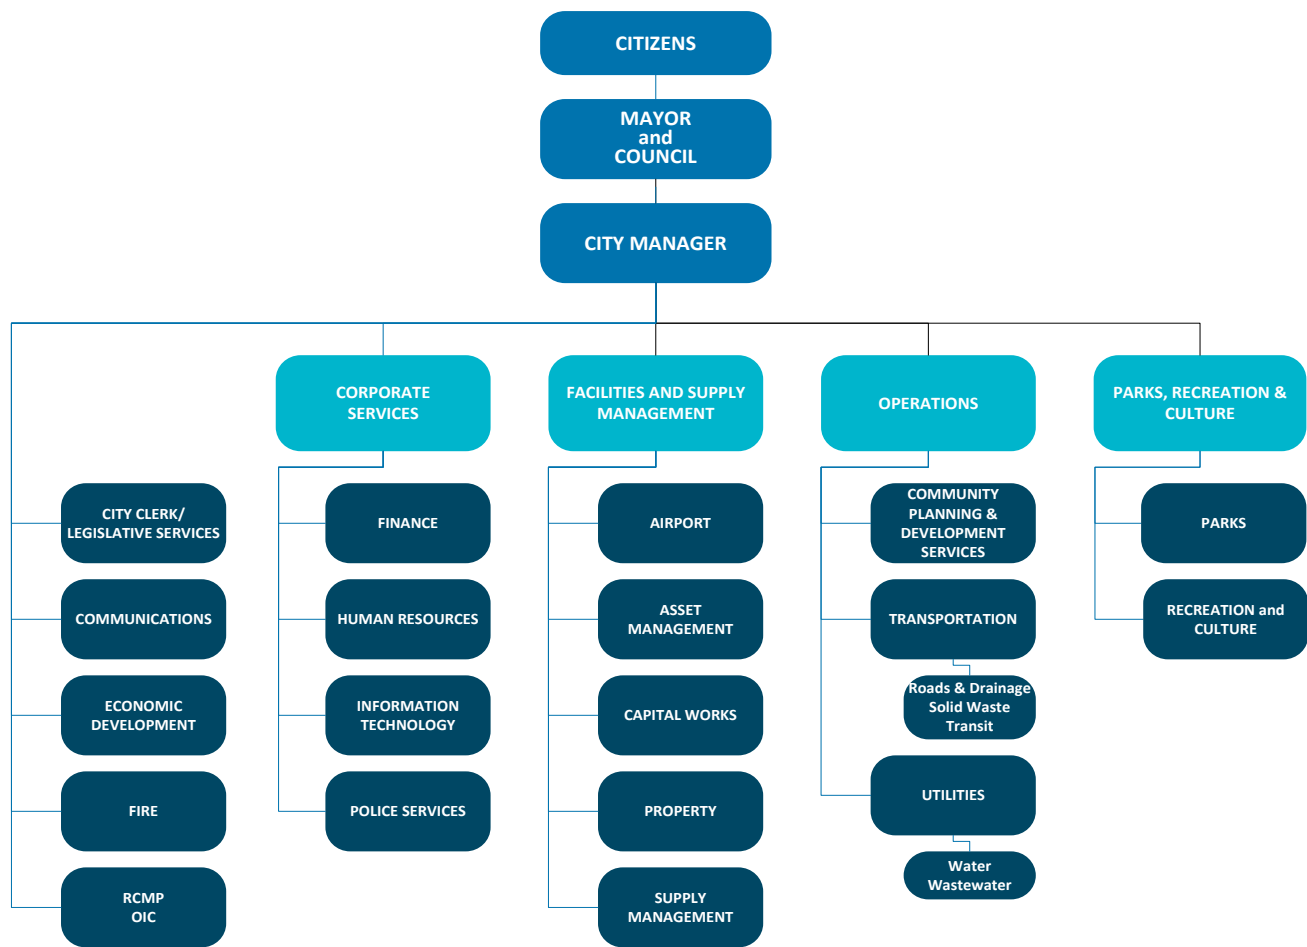 CITIZENS
MAYOR
and
COUNCIL
CITY MANAGER
CORPORATE
SERVICES
FACILITIES AND SUPPLY
MANAGEMENT
OPERATIONS
PARKS, RECREATION &
CULTURE
CITY CLERK/
LEGISLATIVE SERVICES
COMMUNICATIONS
ECONOMIC
DEVELOPMENT
FIRE
RCMP
OIC
FINANCE
HUMAN RESOURCES
INFORMATION
TECHNOLOGY
POLICE SERVICES
AIRPORT
ASSET
MANAGEMENT
CAPITAL WORKS
PROPERTY
SUPPLY
MANAGEMENT
COMMUNITY
PLANNING &
DEVELOPMENT
SERVICES
TRANSPORTATION
Roads & Drainage
Solid Waste
Transit
UTILITIES
Water
Wastewater
PARKS
RECREATION and
CULTURE